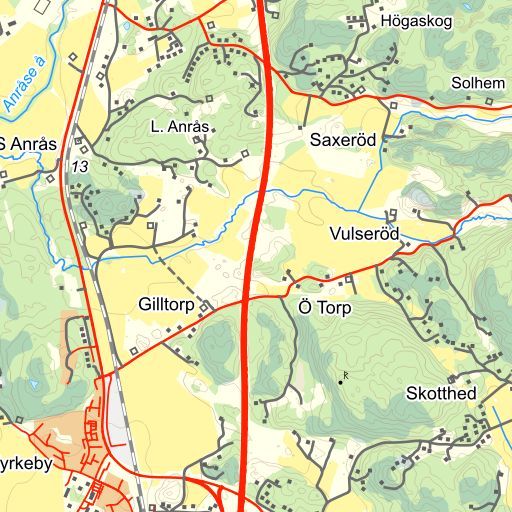 Högaskog
Anråse å
Solhem
L. Anrås
S Anrås
Saxeröd
13
Vulseröd
Gilltorp
Ö Torp
Skotthed
yrkeby
R